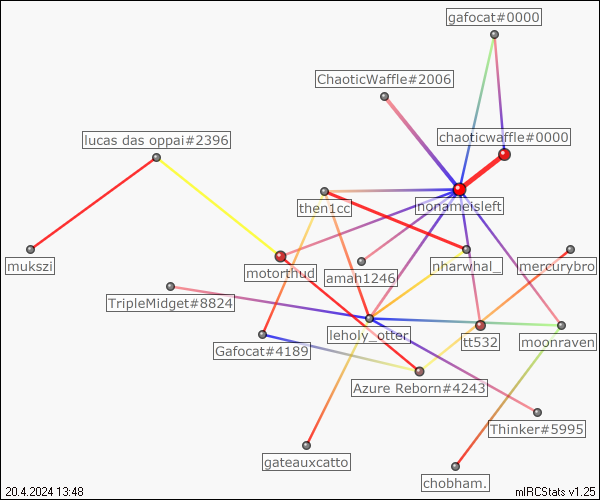 gafocat#0000
ChaoticWaffle#2006
chaoticwaffle#0000
lucas das oppai#2396
then1cc
nonameisleft
mukszi
motorthud
amah1246
nharwhal_
mercurybro
TripleMidget#8824
leholy_otter
tt532
moonraven
Gafocat#4189
Azure Reborn#4243
Thinker#5995
gateauxcatto
chobham.
20.4.2024 13:48
mIRCStats v1.25